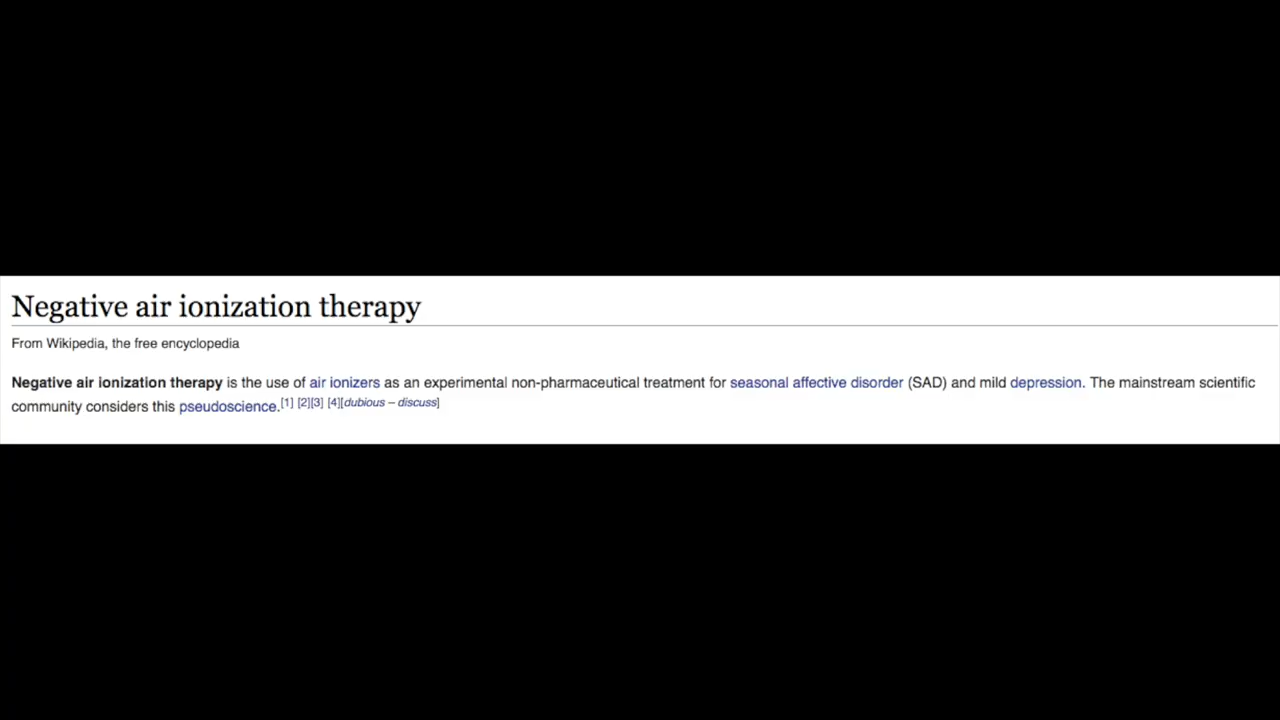 Negative air ionization therapy
From Wikipedia, the free encyclopedia
Negative air ionization therapy is the use of air ionizers as an experimental non-pharmaceutical treatment for seasonal affective disorder (SAD) and mild depression. The mainstream scientific
community considers this pseudoscience.[1] [2][3] [4][dubious – discuss]